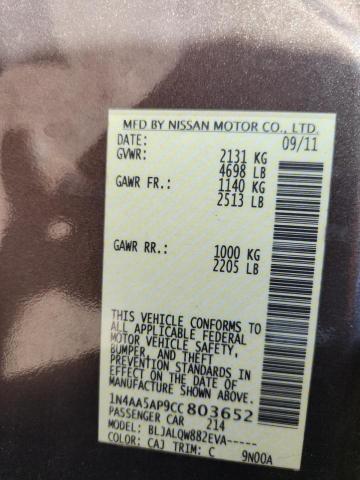 MFD BY NISSAN MOTOR CO., LTD.
DATE: 09/11
GVWR: 2131 KG
4698 LB
GAWR FR.: 1140 KG
2513 LB
GAWR RR.: 1000 KG
2205 LB
THIS VEHICLE CONFORMS TO
ALL APPLICABLE FEDERAL
MOTOR VEHICLE SAFETY,
BUMPER, AND THEFT
PREVENTION STANDARDS IN
EFFECT ON THE DATE OF
MANUFACTURE SHOWN ABOVE.
1N4AA5AP9CC803652
PASSENGER CAR 214
MODEL: BLJALQW882EVA-----
COLOR: CAJ TRIM: C 9N00A